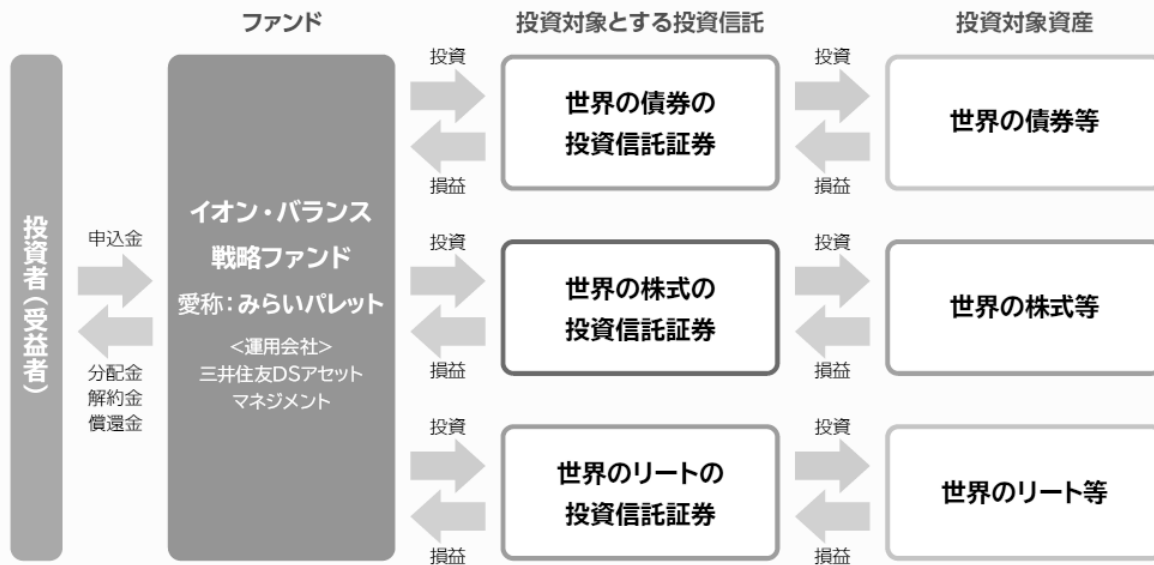 ファンド
投資対象とする投資信託
投資対象資産
投資者(受益者)
申込金
分配金
解約金
償還金
イオン・バランス
戦略ファンド
愛称：みらいパレット
<運用会社>
三井住友DSアセット
マネジメント
投資
損益
世界の債券の
投資信託証券
投資
損益
世界の債券等
投資
損益
世界の株式の
投資信託証券
投資
損益
世界の株式等
投資
損益
世界のリートの
投資信託証券
投資
損益
世界のリート等